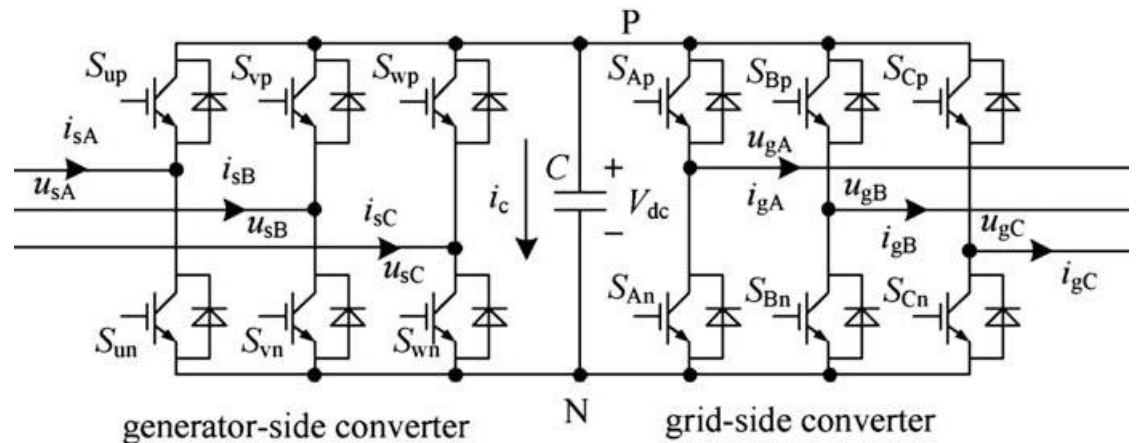 P
S_up S_vp S_wp S_Ap S_Bp S_Cp
i_sA u_gA
u_sA i_sB C + i_gA u_gB
u_sB i_sC i_c V_dc i_gB u_gC
u_sC − i_gC
S_un S_vn S_wn S_An S_Bn S_Cn
N
generator-side converter grid-side converter